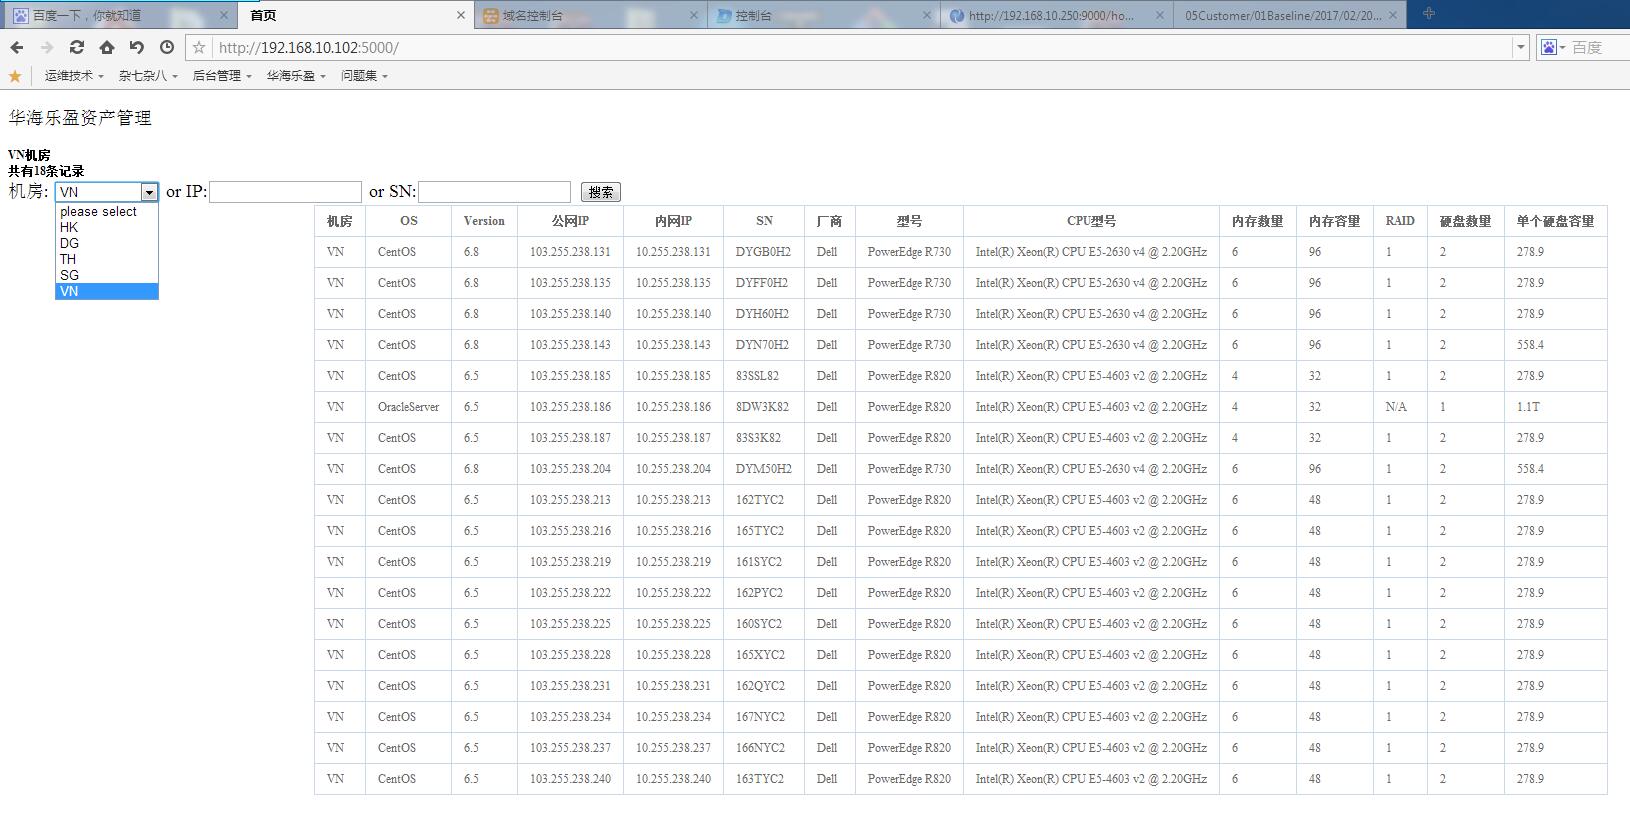 百度一下，你就知道 首页 域名控制台 控制台 http://192.168.10.250:9000/ho... 05Customer/01Baseline/2017/02/20...
http://192.168.10.102:5000/ 百度
运维技术 杂七杂八 后台管理 华海乐盈 问题集
华海乐盈资产管理
VN机房
共有18条记录
机房: VN or IP: or SN: 搜索
please select
HK
DG
TH
SG
VN
机房 OS Version 公网IP 内网IP SN 厂商 型号 CPU型号 内存数量 内存容量 RAID 硬盘数量 单个硬盘容量
VN CentOS 6.8 103.255.238.131 10.255.238.131 DYGB0H2 Dell PowerEdge R730 Intel(R) Xeon(R) CPU E5-2630 v4 @ 2.20GHz 6 96 1 2 278.9
VN CentOS 6.8 103.255.238.135 10.255.238.135 DYFF0H2 Dell PowerEdge R730 Intel(R) Xeon(R) CPU E5-2630 v4 @ 2.20GHz 6 96 1 2 278.9
VN CentOS 6.8 103.255.238.140 10.255.238.140 DYH60H2 Dell PowerEdge R730 Intel(R) Xeon(R) CPU E5-2630 v4 @ 2.20GHz 6 96 1 2 278.9
VN CentOS 6.8 103.255.238.143 10.255.238.143 DYN70H2 Dell PowerEdge R730 Intel(R) Xeon(R) CPU E5-2630 v4 @ 2.20GHz 6 96 1 2 558.4
VN CentOS 6.5 103.255.238.185 10.255.238.185 83SSL82 Dell PowerEdge R820 Intel(R) Xeon(R) CPU E5-4603 v2 @ 2.20GHz 4 32 1 2 278.9
VN OracleServer 6.5 103.255.238.186 10.255.238.186 8DW3K82 Dell PowerEdge R820 Intel(R) Xeon(R) CPU E5-4603 v2 @ 2.20GHz 4 32 N/A 1 1.1T
VN CentOS 6.5 103.255.238.187 10.255.238.187 83S3K82 Dell PowerEdge R820 Intel(R) Xeon(R) CPU E5-4603 v2 @ 2.20GHz 4 32 1 2 278.9
VN CentOS 6.8 103.255.238.204 10.255.238.204 DYM50H2 Dell PowerEdge R730 Intel(R) Xeon(R) CPU E5-2630 v4 @ 2.20GHz 6 96 1 2 558.4
VN CentOS 6.5 103.255.238.213 10.255.238.213 162TYC2 Dell PowerEdge R820 Intel(R) Xeon(R) CPU E5-4603 v2 @ 2.20GHz 6 48 1 2 278.9
VN CentOS 6.5 103.255.238.216 10.255.238.216 165TYC2 Dell PowerEdge R820 Intel(R) Xeon(R) CPU E5-4603 v2 @ 2.20GHz 6 48 1 2 278.9
VN CentOS 6.5 103.255.238.219 10.255.238.219 161SYC2 Dell PowerEdge R820 Intel(R) Xeon(R) CPU E5-4603 v2 @ 2.20GHz 6 48 1 2 278.9
VN CentOS 6.5 103.255.238.222 10.255.238.222 162PYC2 Dell PowerEdge R820 Intel(R) Xeon(R) CPU E5-4603 v2 @ 2.20GHz 6 48 1 2 278.9
VN CentOS 6.5 103.255.238.225 10.255.238.225 160SYC2 Dell PowerEdge R820 Intel(R) Xeon(R) CPU E5-4603 v2 @ 2.20GHz 6 48 1 2 278.9
VN CentOS 6.5 103.255.238.228 10.255.238.228 165XYC2 Dell PowerEdge R820 Intel(R) Xeon(R) CPU E5-4603 v2 @ 2.20GHz 6 48 1 2 278.9
VN CentOS 6.5 103.255.238.231 10.255.238.231 162QYC2 Dell PowerEdge R820 Intel(R) Xeon(R) CPU E5-4603 v2 @ 2.20GHz 6 48 1 2 278.9
VN CentOS 6.5 103.255.238.234 10.255.238.234 167NYC2 Dell PowerEdge R820 Intel(R) Xeon(R) CPU E5-4603 v2 @ 2.20GHz 6 48 1 2 278.9
VN CentOS 6.5 103.255.238.237 10.255.238.237 166NYC2 Dell PowerEdge R820 Intel(R) Xeon(R) CPU E5-4603 v2 @ 2.20GHz 6 48 1 2 278.9
VN CentOS 6.5 103.255.238.240 10.255.238.240 163TYC2 Dell PowerEdge R820 Intel(R) Xeon(R) CPU E5-4603 v2 @ 2.20GHz 6 48 1 2 278.9